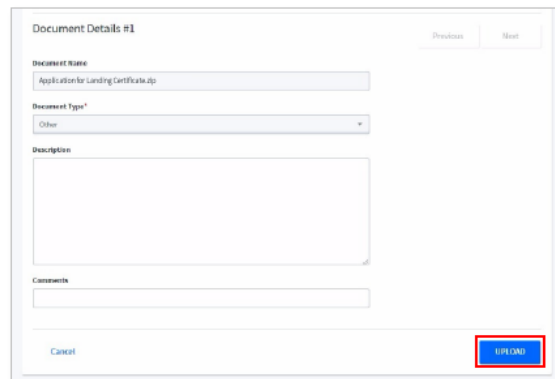 Document Details #1
Previous Next
Document Name
Application for Landing Certificate.zip
Document Type*
Other
Description
Comments
Cancel UPLOAD